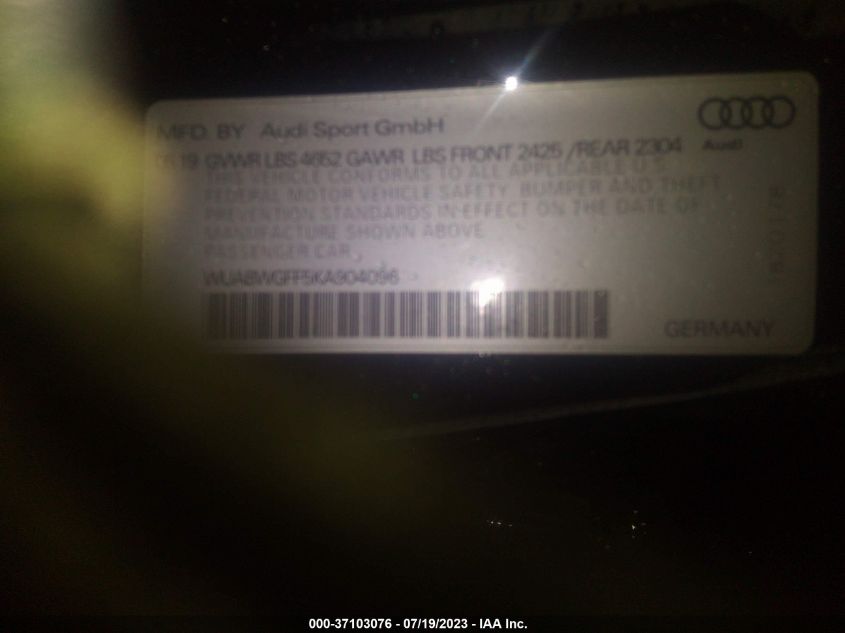 MFD. BY Audi Sport GmbH
Audi
GVWR LBS 4652 GAWR LBS FRONT 2425 /REAR 2304
THIS VEHICLE CONFORMS TO ALL APPLICABLE U.S.
FEDERAL MOTOR VEHICLE SAFETY, BUMPER AND THEFT
PREVENTION STANDARDS IN EFFECT ON THE DATE OF
MANUFACTURE SHOWN ABOVE.
PASSENGER CAR
WUABWGFF5KA904096
GERMANY
000-37103076 - 07/19/2023 - IAA Inc.